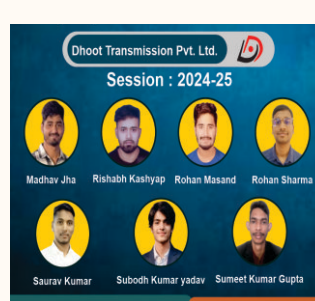 Dhoot Transmission Pvt. Ltd.
Session : 2024-25
Madhav Jha Rishabh Kashyap Rohan Masand Rohan Sharma
Saurav Kumar Subodh Kumar yadav Sumeet Kumar Gupta